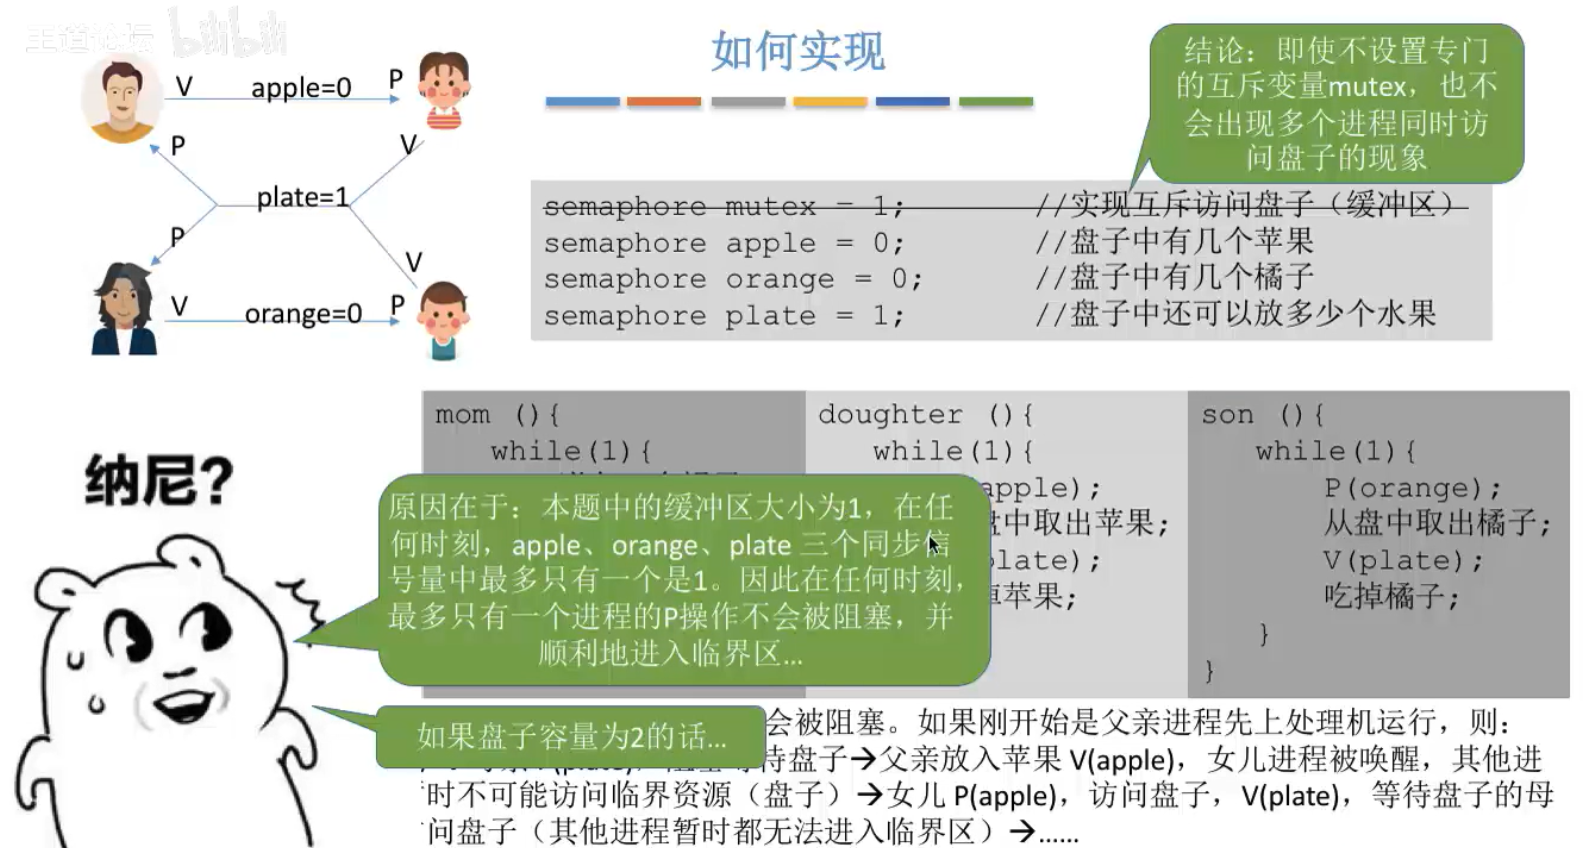 王道论坛 bilibili
如何实现
结论：即使不设置专门
的互斥变量mutex，也不
会出现多个进程同时访
问盘子的现象
V apple=0 P
P V
plate=1
P V
V orange=0 P
semaphore mutex = 1; //实现互斥访问盘子（缓冲区）
semaphore apple = 0; //盘子中有几个苹果
semaphore orange = 0; //盘子中有几个橘子
semaphore plate = 1; //盘子中还可以放多少个水果
mom (){
while(1){
doughter (){
while(1){
apple);
盘中取出苹果;
plate);
苹果;
son (){
while(1){
P(orange);
从盘中取出橘子;
V(plate);
吃掉橘子;
}
}
纳尼?
原因在于：本题中的缓冲区大小为1，在任
何时刻，apple、orange、plate 三个同步信
号量中最多只有一个是1。因此在任何时刻，
最多只有一个进程的P操作不会被阻塞，并
顺利地进入临界区...
如果盘子容量为2的话...
会被阻塞。如果刚开始是父亲进程先上处理机运行，则：
待盘子→父亲放入苹果 V(apple)，女儿进程被唤醒，其他进
时不可能访问临界资源（盘子）→女儿 P(apple)，访问盘子，V(plate)，等待盘子的母
问盘子（其他进程暂时都无法进入临界区）→......